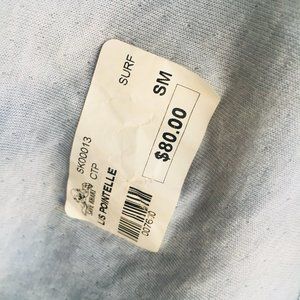 SK00013
SURF
CTP
SM
L/S POINTELLE
$80.00